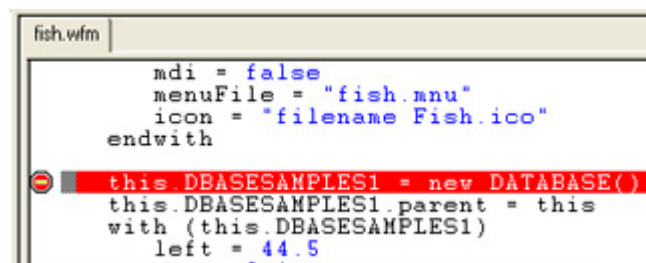 fish.wfm
mdi = false
menuFile = "fish.mnu"
icon = "filename Fish.ico"
endwith
this.DBASESAMPLES1 = new DATABASE()
this.DBASESAMPLES1.parent = this
with (this.DBASESAMPLES1)
left = 44.5